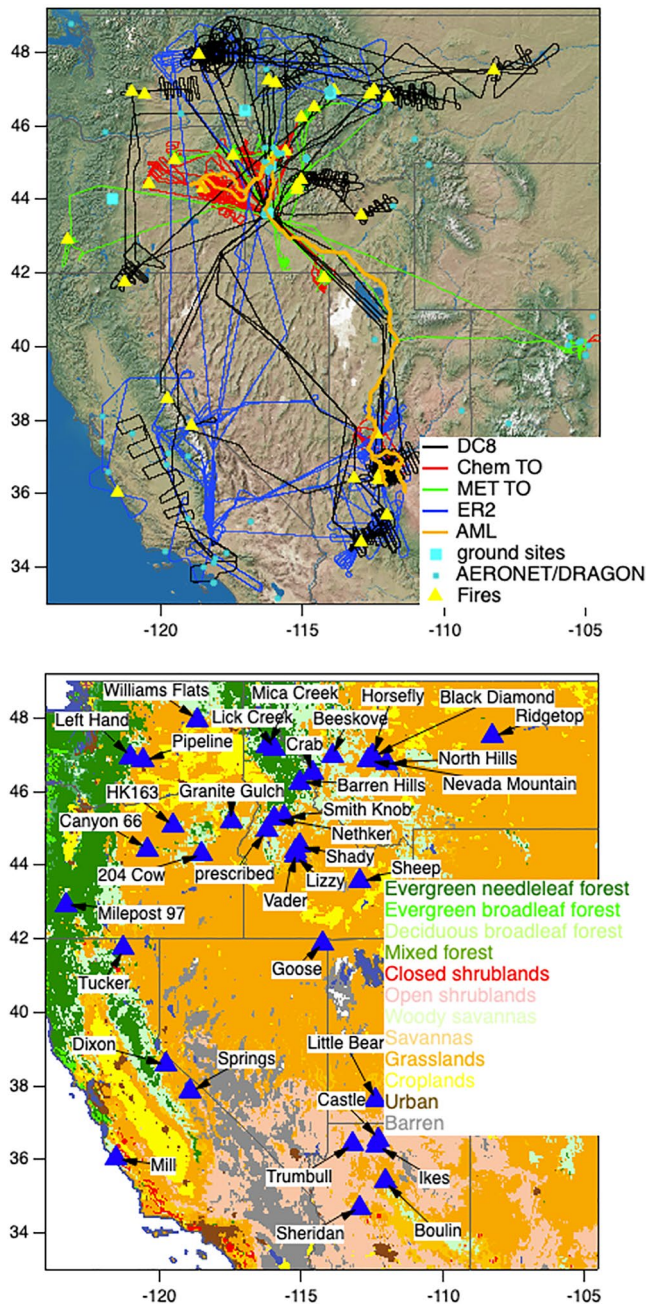 48
46
44
42
40
38
36
34
DC8
Chem TO
MET TO
ER2
AML
ground sites
AERONET/DRAGON
Fires
-120
-115
-110
-105
Williams Flats
Mica Creek
Horsefly
Black Diamond
Left Hand
Lick Creek
Beeskove
Ridgetop
48
Pipeline
Crab
North Hills
46
HK163
Granite Gulch
Barren Hills
Nevada Mountain
Canyon 66
Smith Knob
Nethker
44
204 Cow
prescribed
Shady
Sheep
Vader
Lizzy
Evergreen needleleaf forest
Milepost 97
Evergreen broadleaf forest
Deciduous broadleaf forest
42
Mixed forest
Tucker
Goose
Closed shrublands
Open shrublands
40
Woody savannas
Dixon
Springs
Little Bear
Savannas
Grasslands
38
Croplands
Castle
Urban
Barren
36
Mill
Trumbull
Ikes
34
Sheridan
Boulin
-120
-115
-110
-105